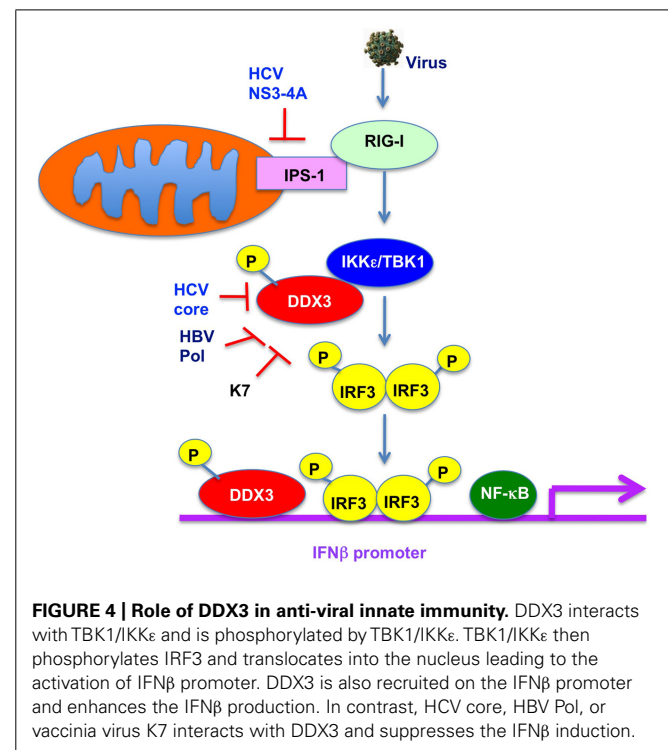 Virus
HCV
NS3-4A
RIG-I
IPS-1
P
IKKε/TBK1
DDX3
HCV
core
HBV
Pol
K7
P
P
IRF3
IRF3
P
DDX3
P
P
IRF3
IRF3
NF-κB
IFNβ promoter
FIGURE 4 | Role of DDX3 in anti-viral innate immunity. DDX3 interacts
with TBK1/IKKε and is phosphorylated by TBK1/IKKε. TBK1/IKKε then
phosphorylates IRF3 and translocates into the nucleus leading to the
activation of IFNβ promoter. DDX3 is also recruited on the IFNβ promoter
and enhances the IFNβ production. In contrast, HCV core, HBV Pol, or
vaccinia virus K7 interacts with DDX3 and suppresses the IFNβ induction.